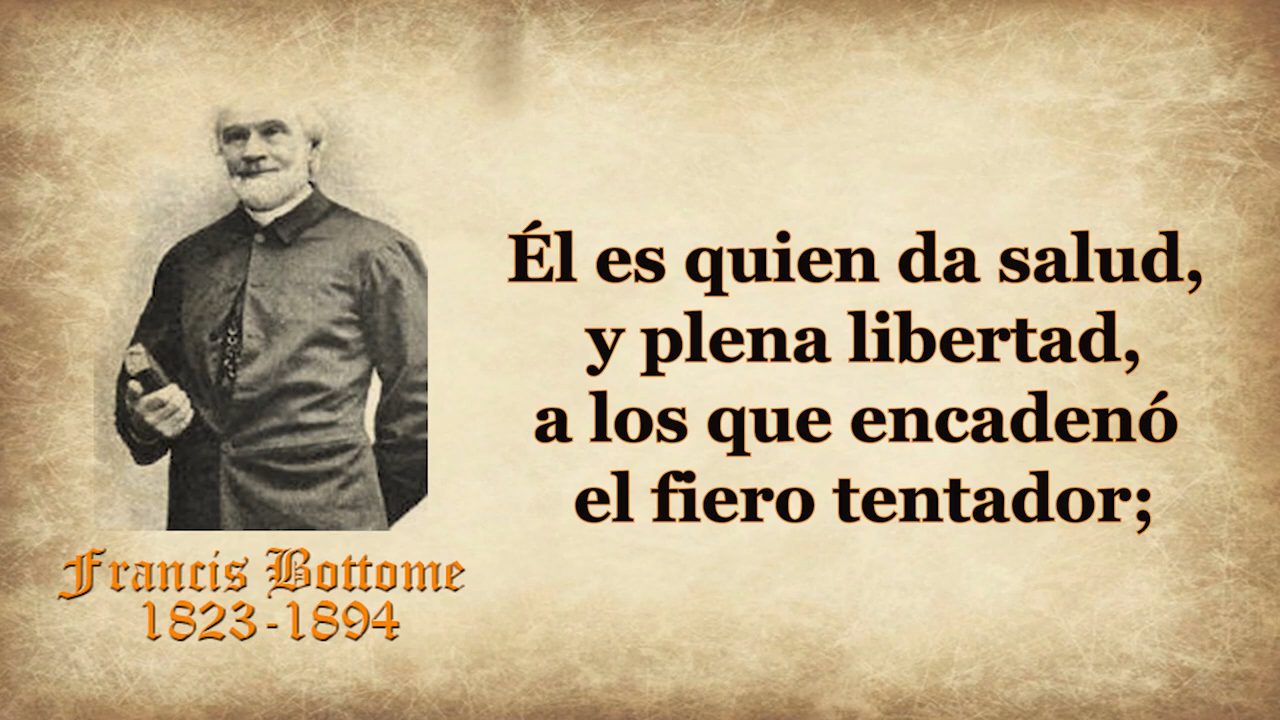 Él es quien da salud,
y plena libertad,
a los que encadenó
el fiero tentador;
Francis Bottome
1823-1894